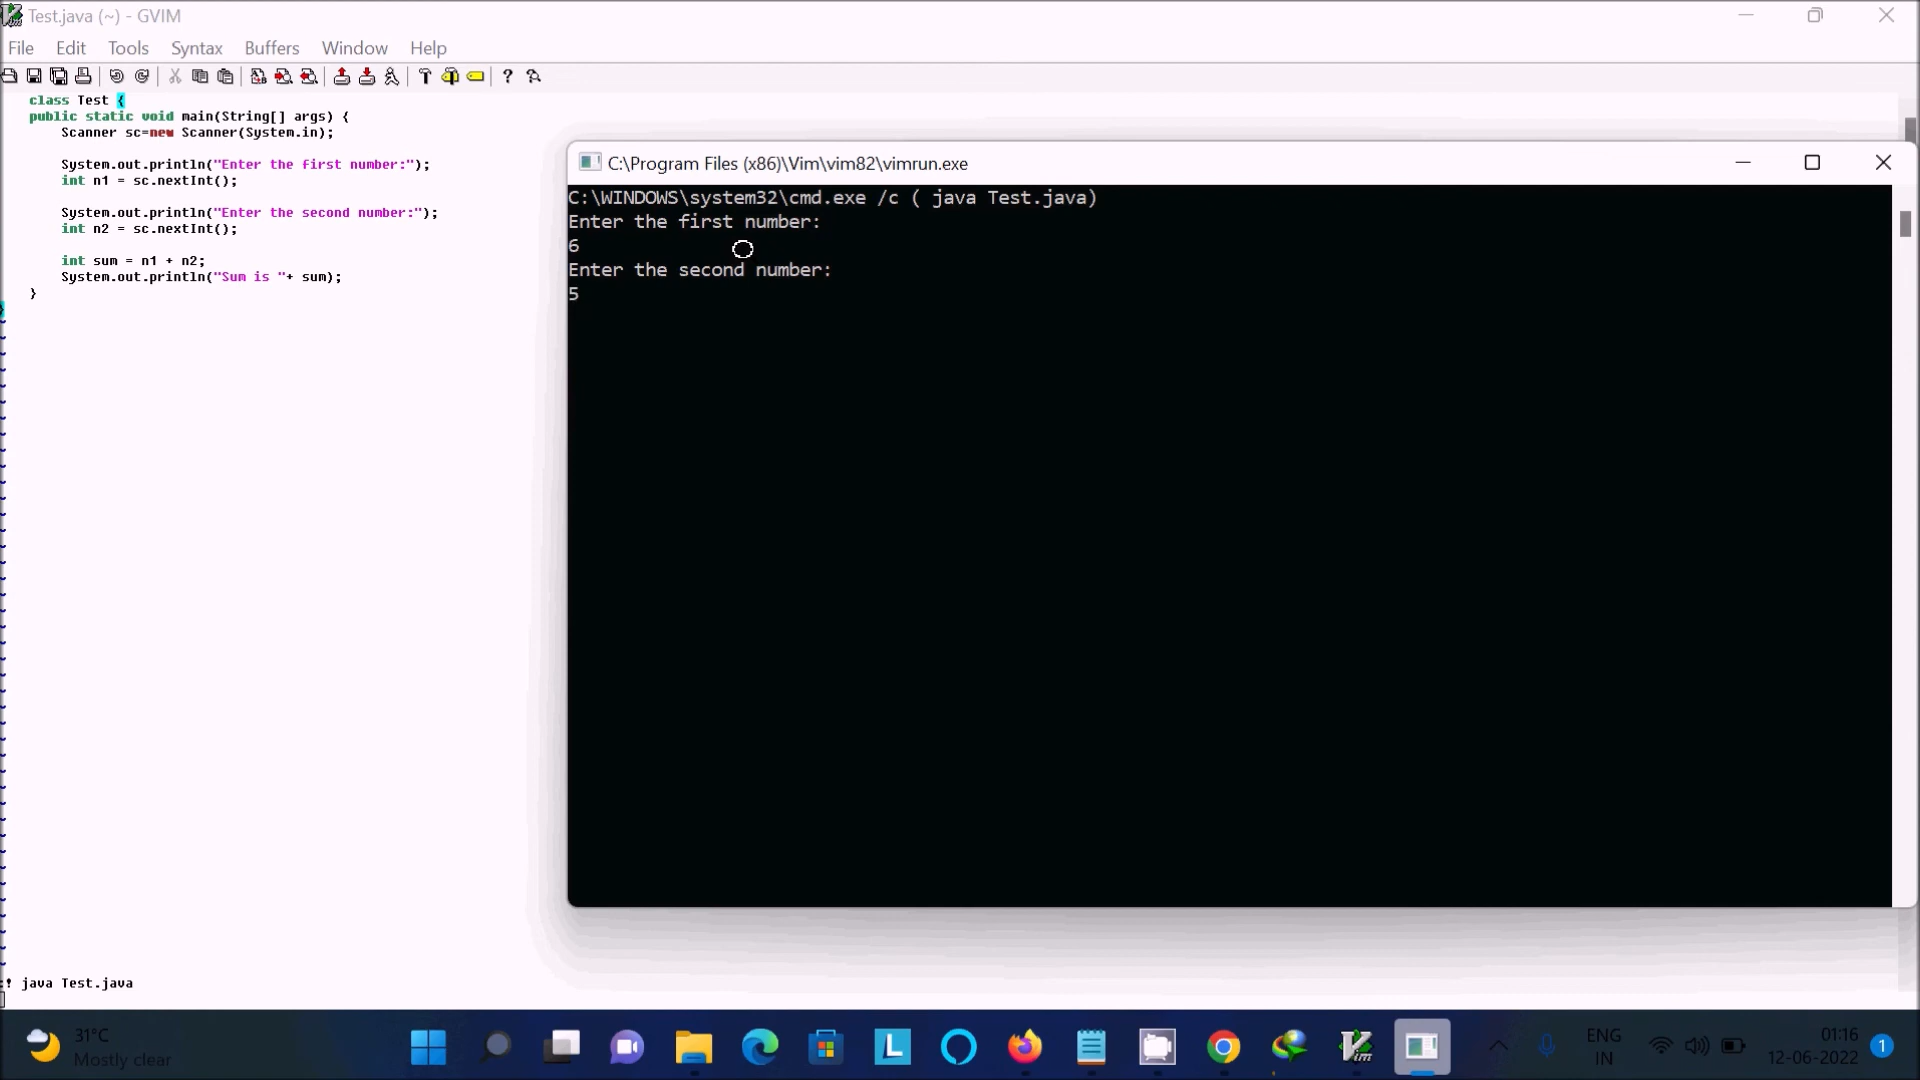 Test.java (~) - GVIM
File Edit Tools Syntax Buffers Window Help
class Test {
public static void main(String[] args) {
Scanner sc=new Scanner(System.in);
System.out.println("Enter the first number:");
int n1 = sc.nextInt();
System.out.println("Enter the second number:");
int n2 = sc.nextInt();
int sum = n1 + n2;
System.out.println("Sum is "+ sum);
}
}
C:\Program Files (x86)\Vim\vim82\vimrun.exe
C:\WINDOWS\system32\cmd.exe /c ( java Test.java)
Enter the first number:
6
Enter the second number:
5
:! java Test.java
31°C
Mostly clear
L
Vim
ENG
IN
01:16
12-06-2022
1